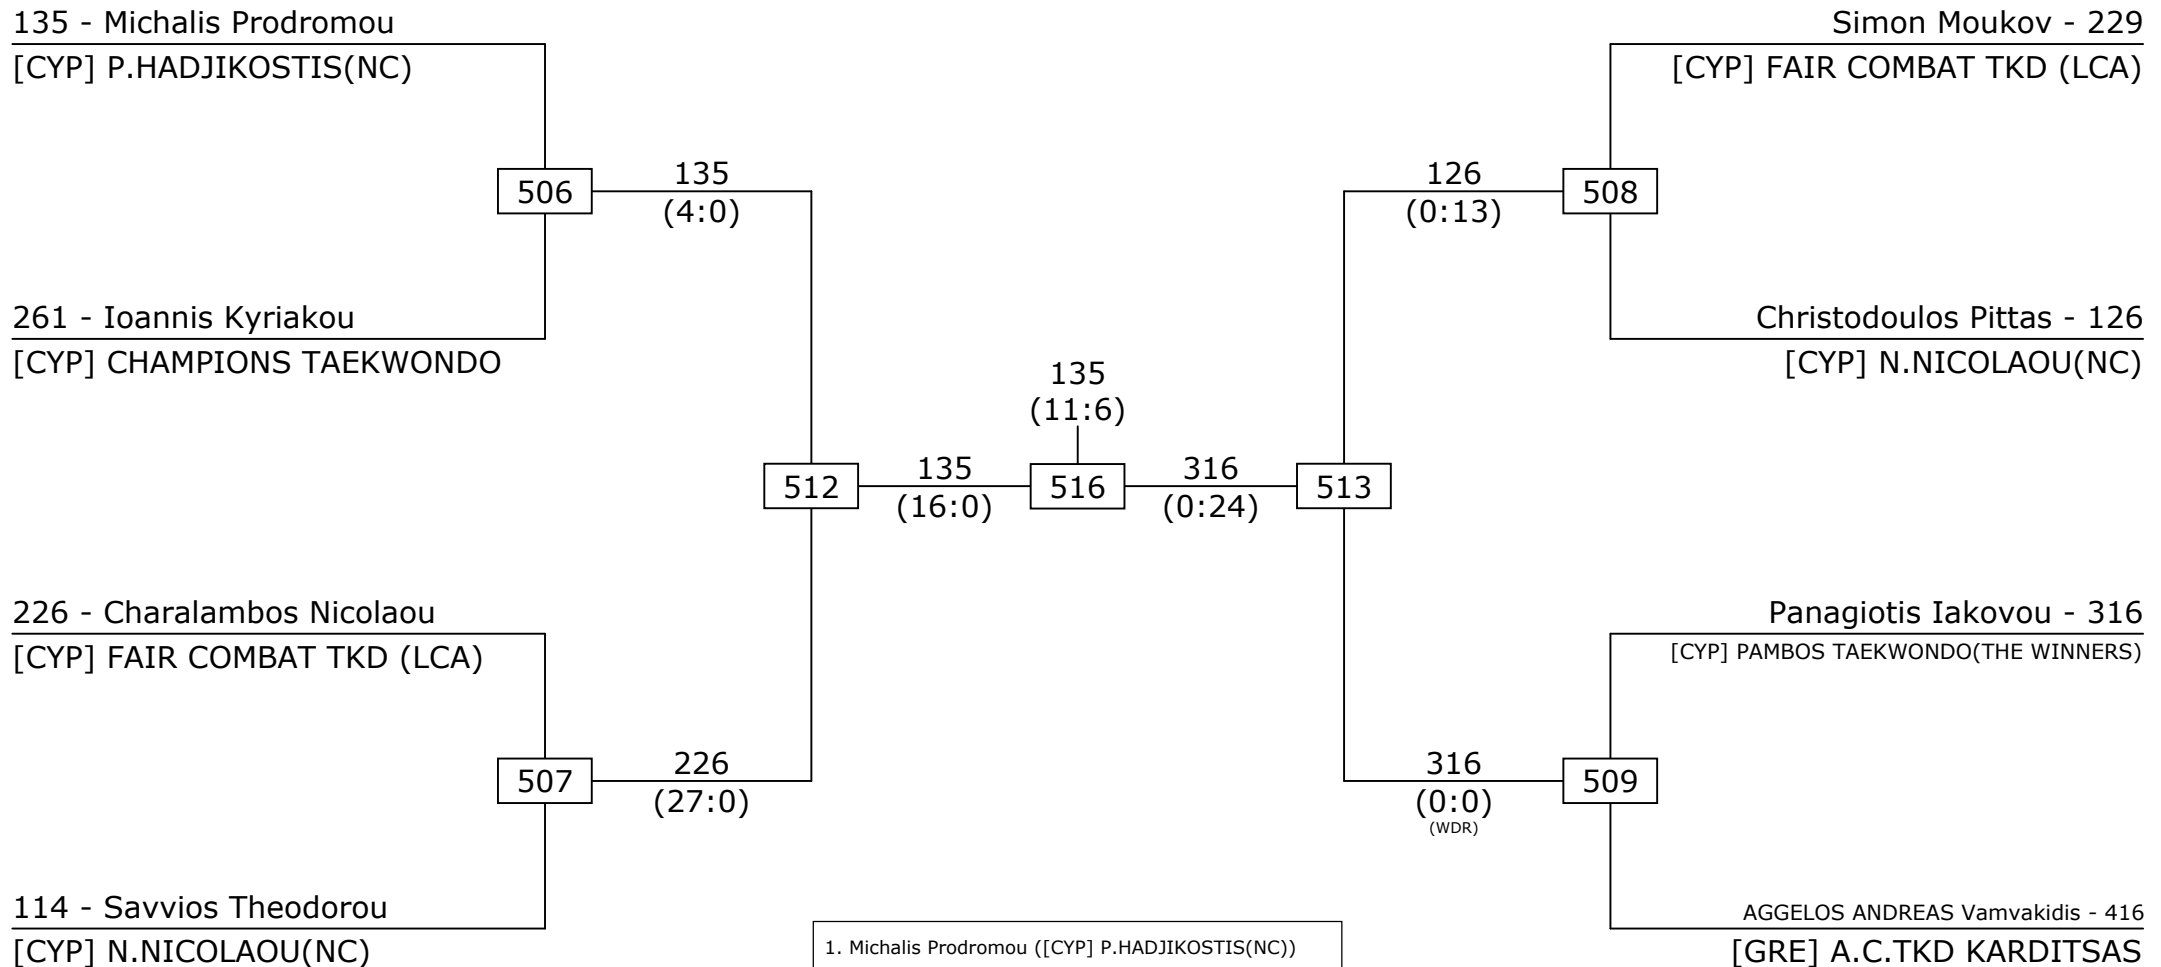 135 - Michalis Prodromou
[CYP] P.HADJIKOSTIS(NC)
506
135
(4:0)
261 - Ioannis Kyriakou
[CYP] CHAMPIONS TAEKWONDO
226 - Charalambos Nicolaou
[CYP] FAIR COMBAT TKD (LCA)
507
226
(27:0)
114 - Savvios Theodorou
[CYP] N.NICOLAOU(NC)
512
135
(16:0)
135
(11:6)
516
316
(0:24)
513
Simon Moukov - 229
[CYP] FAIR COMBAT TKD (LCA)
126
(0:13)
508
Christodoulos Pittas - 126
[CYP] N.NICOLAOU(NC)
Panagiotis Iakovou - 316
[CYP] PAMBOS TAEKWONDO(THE WINNERS)
316
(0:0)
(WDR)
509
AGGELOS ANDREAS Vamvakidis - 416
[GRE] A.C.TKD KARDITSAS
1. Michalis Prodromou ([CYP] P.HADJIKOSTIS(NC))